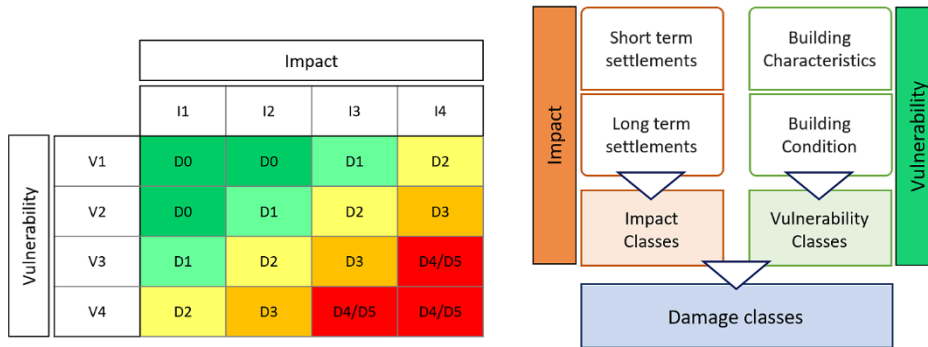 Impact
I1 I2 I3 I4
Vulnerability
V1 D0 D0 D1 D2
V2 D0 D1 D2 D3
V3 D1 D2 D3 D4/D5
V4 D2 D3 D4/D5 D4/D5
Impact
Short term
settlements
Long term
settlements
Impact
Classes
Building
Characteristics
Building
Condition
Vulnerability
Classes
Vulnerability
Damage classes